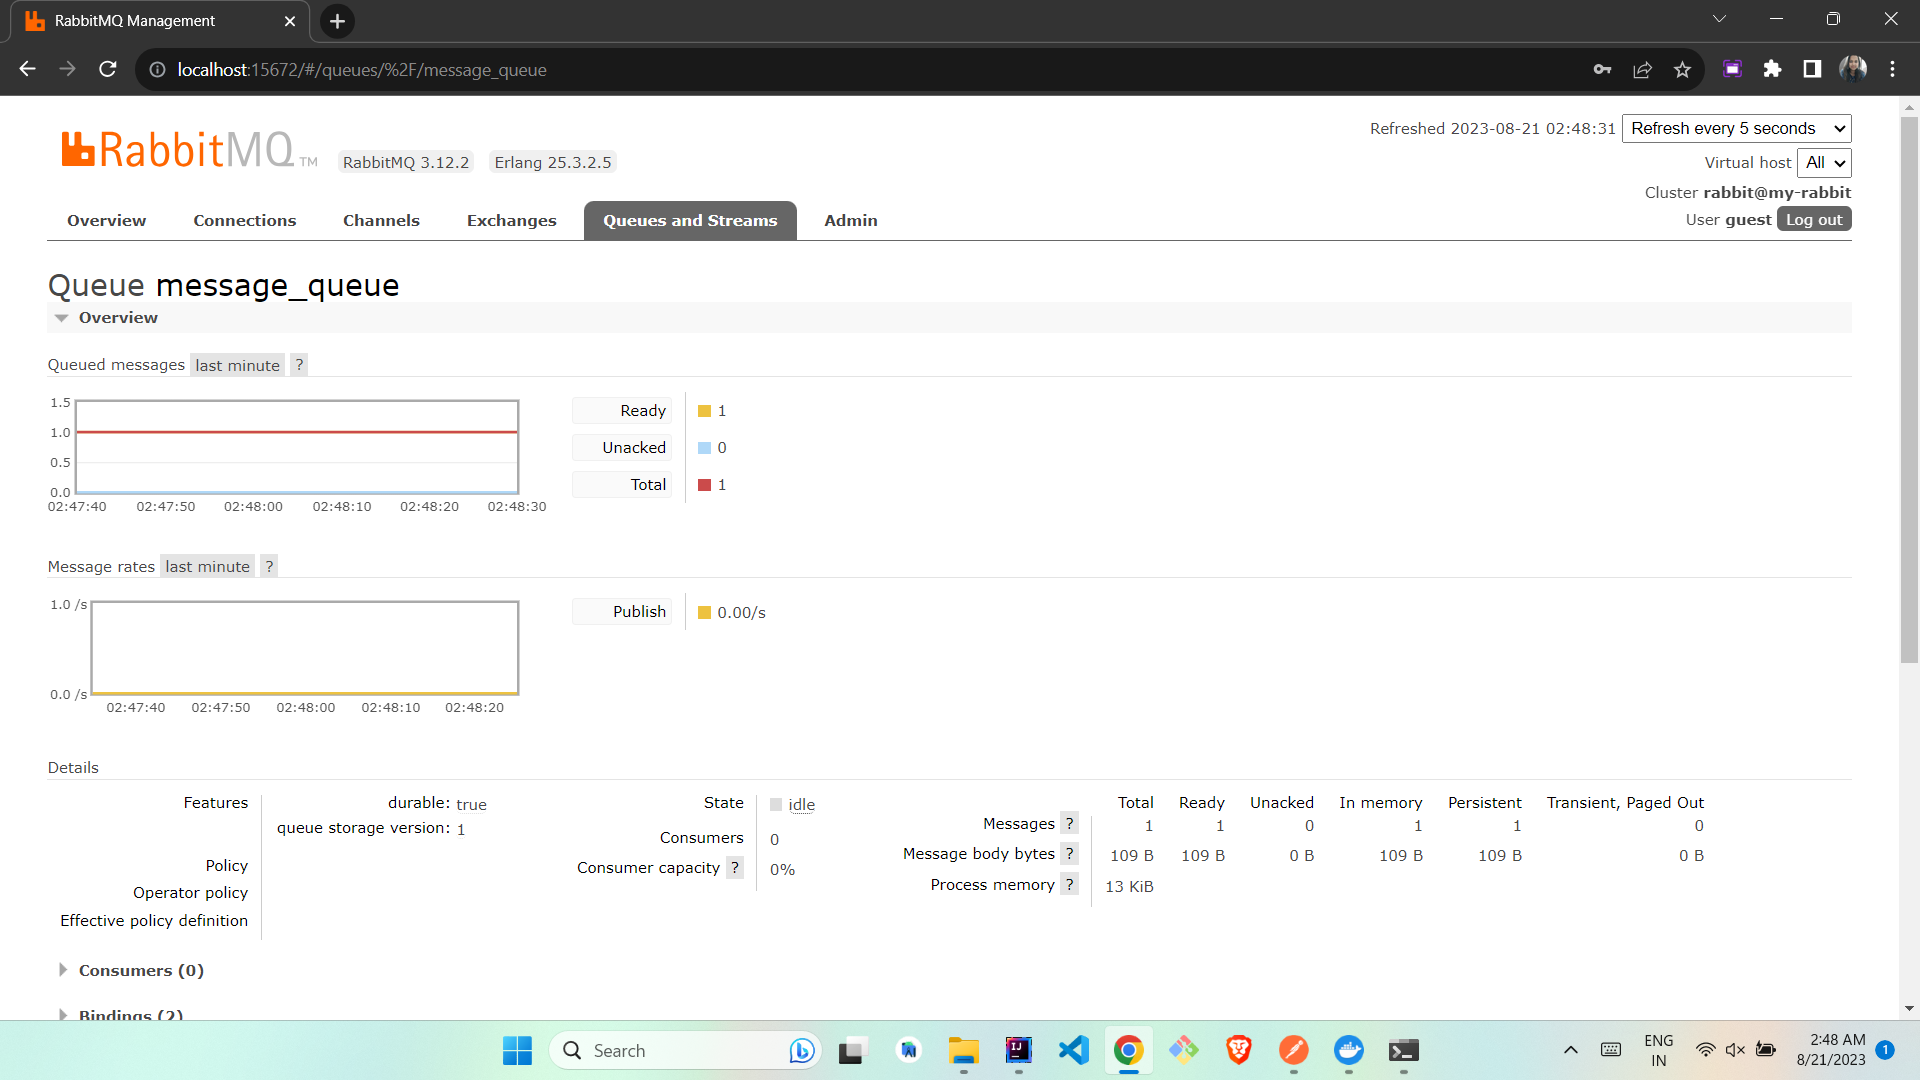 RabbitMQ Management
localhost:15672/#/queues/%2F/message_queue
RabbitMQ TM
RabbitMQ 3.12.2 Erlang 25.3.2.5
Refreshed 2023-08-21 02:48:31 Refresh every 5 seconds
Virtual host All
Cluster rabbit@my-rabbit
User guest Log out
Overview Connections Channels Exchanges Queues and Streams Admin
Queue message_queue
Overview
Queued messages last minute ?
1.5
1.0
0.5
0.0
02:47:40 02:47:50 02:48:00 02:48:10 02:48:20 02:48:30
Ready 1
Unacked 0
Total 1
Message rates last minute ?
1.0 /s
0.0 /s
02:47:40 02:47:50 02:48:00 02:48:10 02:48:20
Publish 0.00/s
Details
Features durable: true
queue storage version: 1
Policy
Operator policy
Effective policy definition
State idle
Consumers 0
Consumer capacity ? 0%
Total Ready Unacked In memory Persistent Transient, Paged Out
Messages ? 1 1 0 1 1 0
Message body bytes ? 109 B 109 B 0 B 109 B 109 B 0 B
Process memory ? 13 KiB
Consumers (0)
Bindings (2)
Search
IJ
ENG
IN
2:48 AM
8/21/2023
1